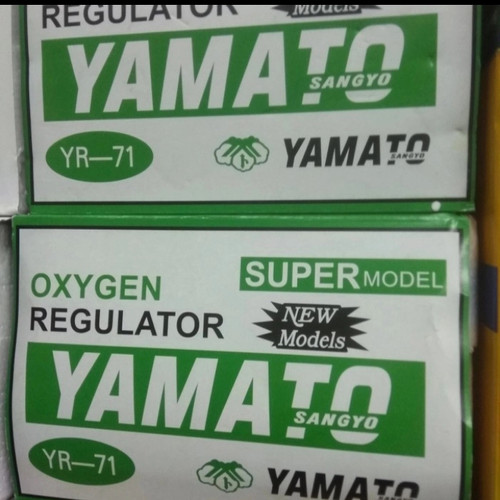 REGULATOR
Models
YAMATO
SANGYO
YR—71
YAMATO
SANGYO
SUPER MODEL
OXYGEN
REGULATOR
NEW
Models
YAMATO
SANGYO
YR—71
YAMATO